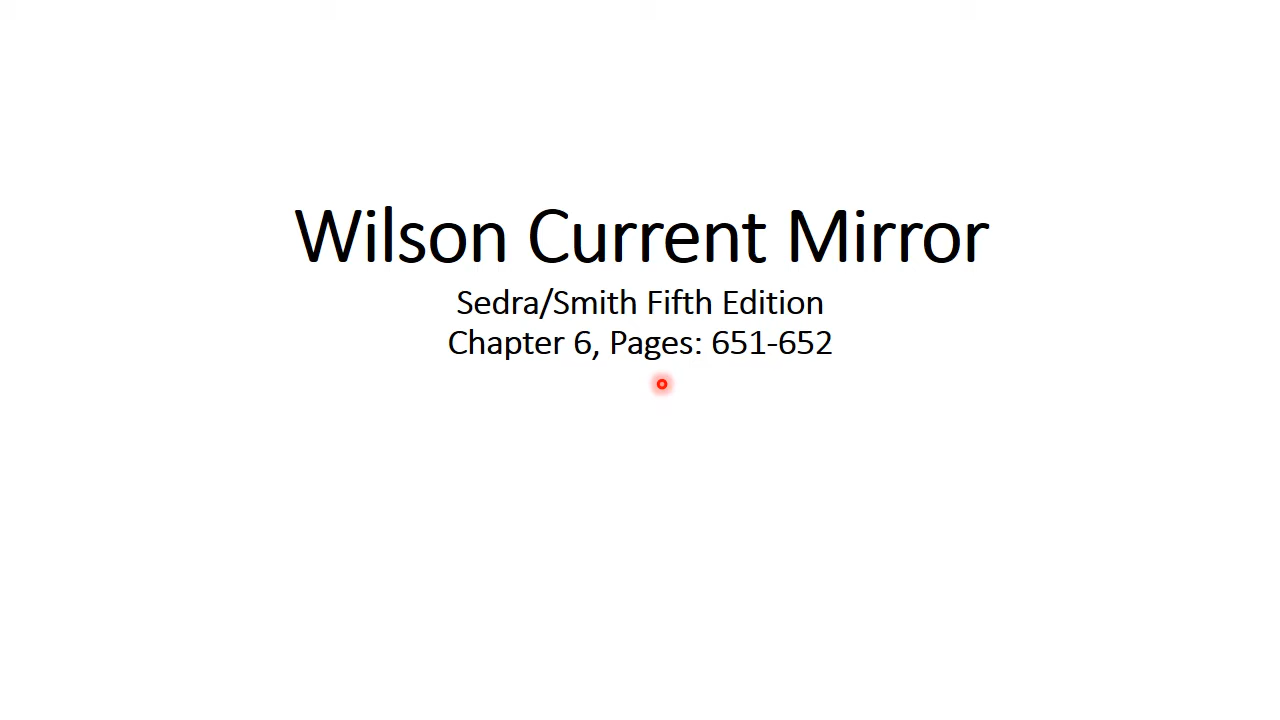 Wilson Current Mirror
Sedra/Smith Fifth Edition
Chapter 6, Pages: 651-652